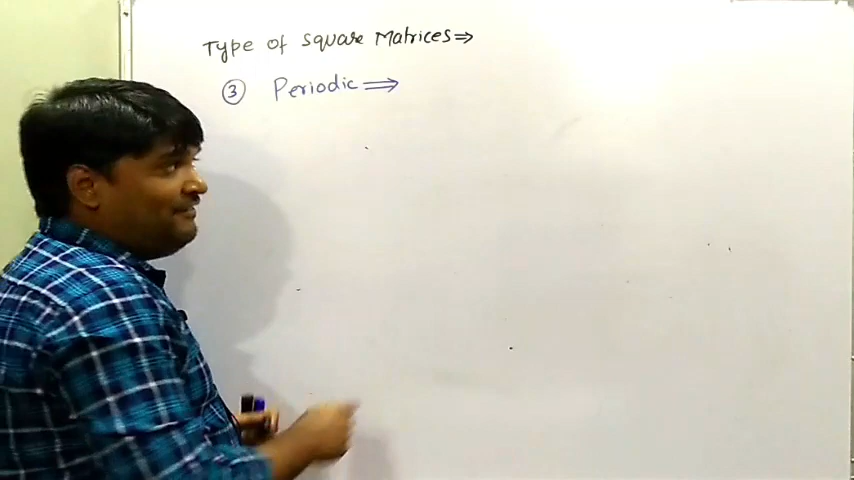 Type of square Matrices⇒
③ Periodic⇒